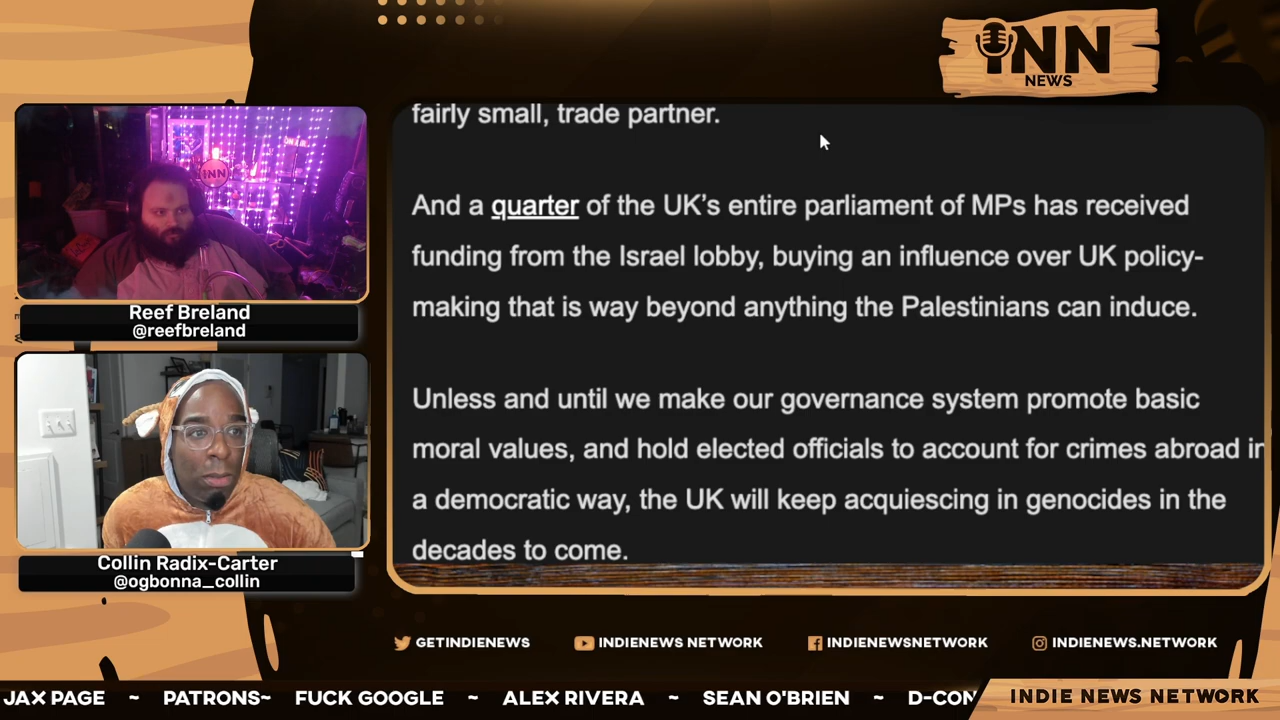 iNN
NEWS
iNN
Reef Breland
@reefbreland
Collin Radix-Carter
@ogbonna_collin
fairly small, trade partner.
And a quarter of the UK's entire parliament of MPs has received
funding from the Israel lobby, buying an influence over UK policy-
making that is way beyond anything the Palestinians can induce.
Unless and until we make our governance system promote basic
moral values, and hold elected officials to account for crimes abroad in
a democratic way, the UK will keep acquiescing in genocides in the
decades to come.
GETINDIENEWS
INDIENEWS NETWORK
INDIENEWSNETWORK
INDIENEWS.NETWORK
JAX PAGE ~ PATRONS~ FUCK GOOGLE ~ ALEX RIVERA ~ SEAN O'BRIEN ~ D-CON
INDIE NEWS NETWORK